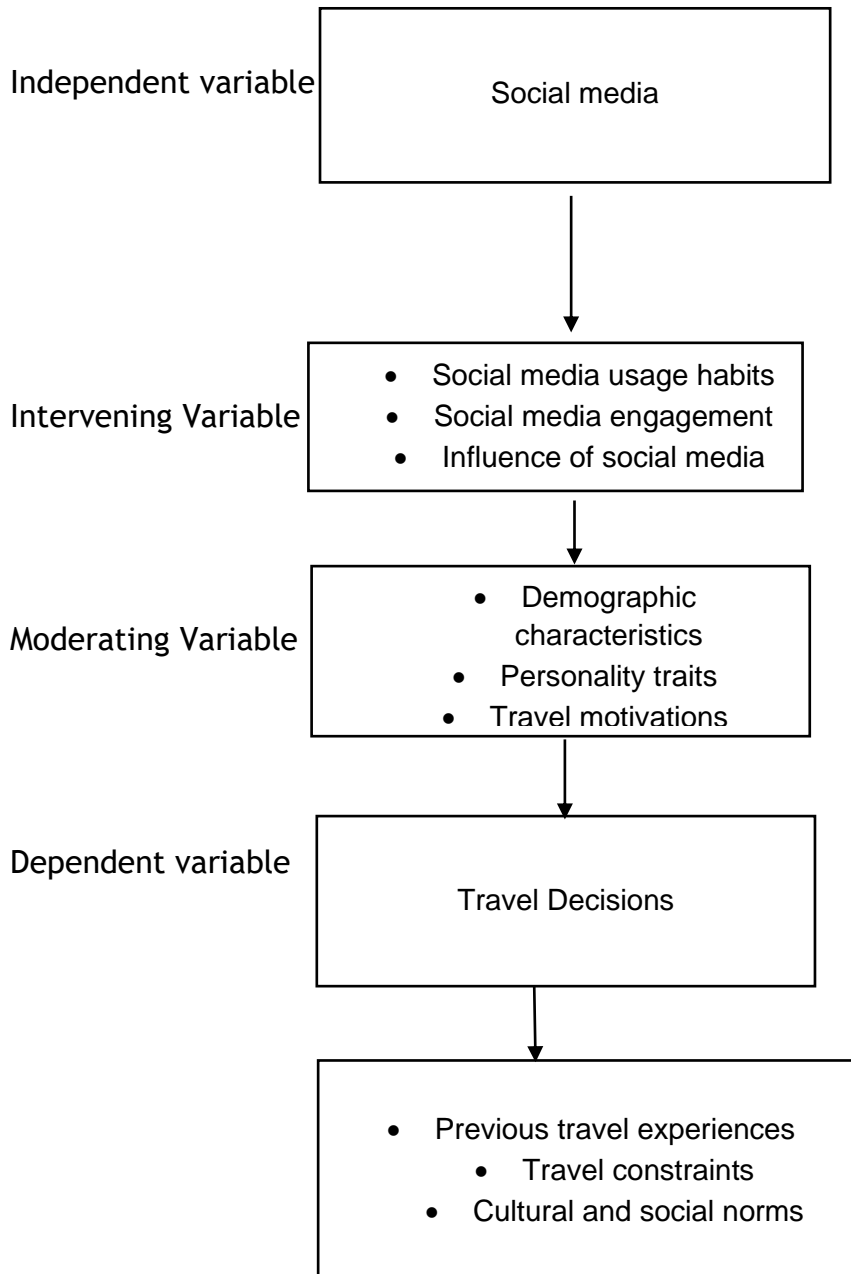 Independent variable
Social media
Intervening Variable
• Social media usage habits
• Social media engagement
• Influence of social media
Moderating Variable
• Demographic
characteristics
• Personality traits
• Travel motivations
Dependent variable
Travel Decisions
• Previous travel experiences
• Travel constraints
• Cultural and social norms